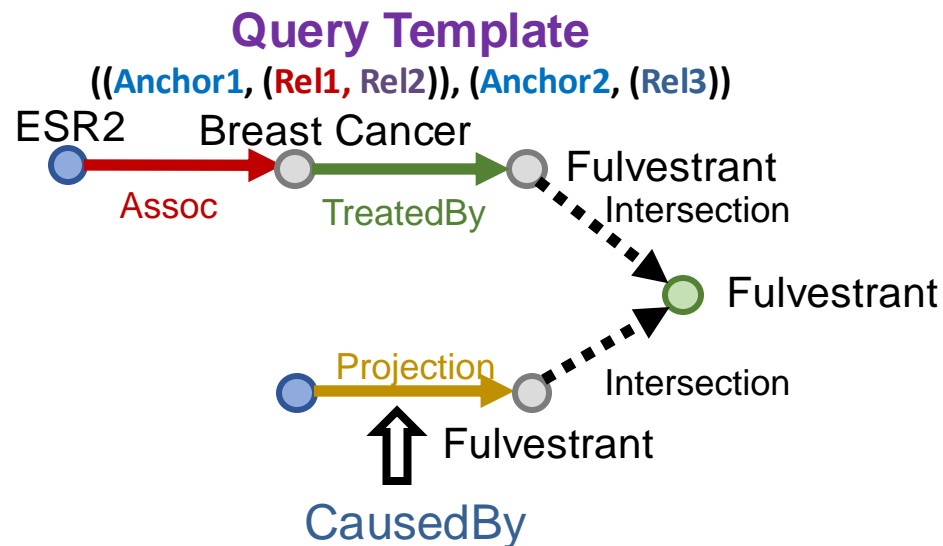 Query Template
((Anchor1, (Rel1, Rel2)), (Anchor2, (Rel3))
ESR2
Breast Cancer
Fulvestrant
Assoc
TreatedBy
Intersection
Fulvestrant
Projection
Intersection
Fulvestrant
CausedBy